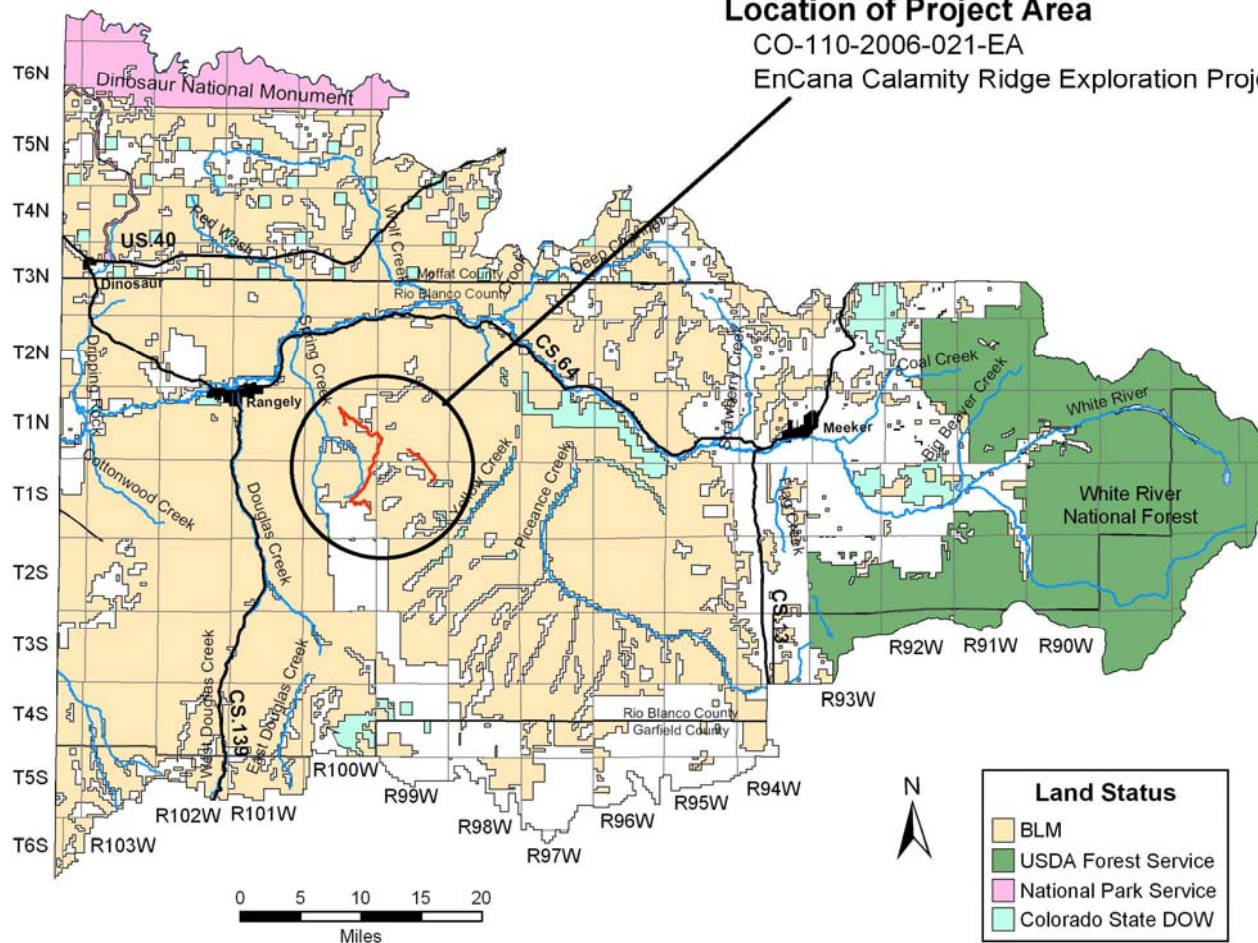 Location of Project Area
CO-110-2006-021-EA
EnCana Calamity Ridge Exploration Proje
T6N
Dinosaur National Monument
T5N
T4N
Red Wash
Wolf Creek
US.40
T3N
Dinosaur
Moffat County
Rio Blanco County
Crook
Deep Channel
T2N
Dripping Rock
Spring Creek
CS.64
Strawberry Creek
Coal Creek
Big Beaver Creek
White River
Rangely
T1N
Meeker
Cottonwood Creek
T1S
Douglas Creek
Yellow Creek
Piceance Creek
Flag Creek
White River
National Forest
T2S
T3S
CS.13
R92W
R91W
R90W
R93W
West Douglas Creek
CS.139
East Douglas Creek
T4S
Rio Blanco County
Garfield County
T5S
R100W
R99W
R94W
R95W
R102W
R101W
R98W
R96W
R97W
T6S
R103W
N
0 5 10 15 20
Miles
Land Status
BLM
USDA Forest Service
National Park Service
Colorado State DOW